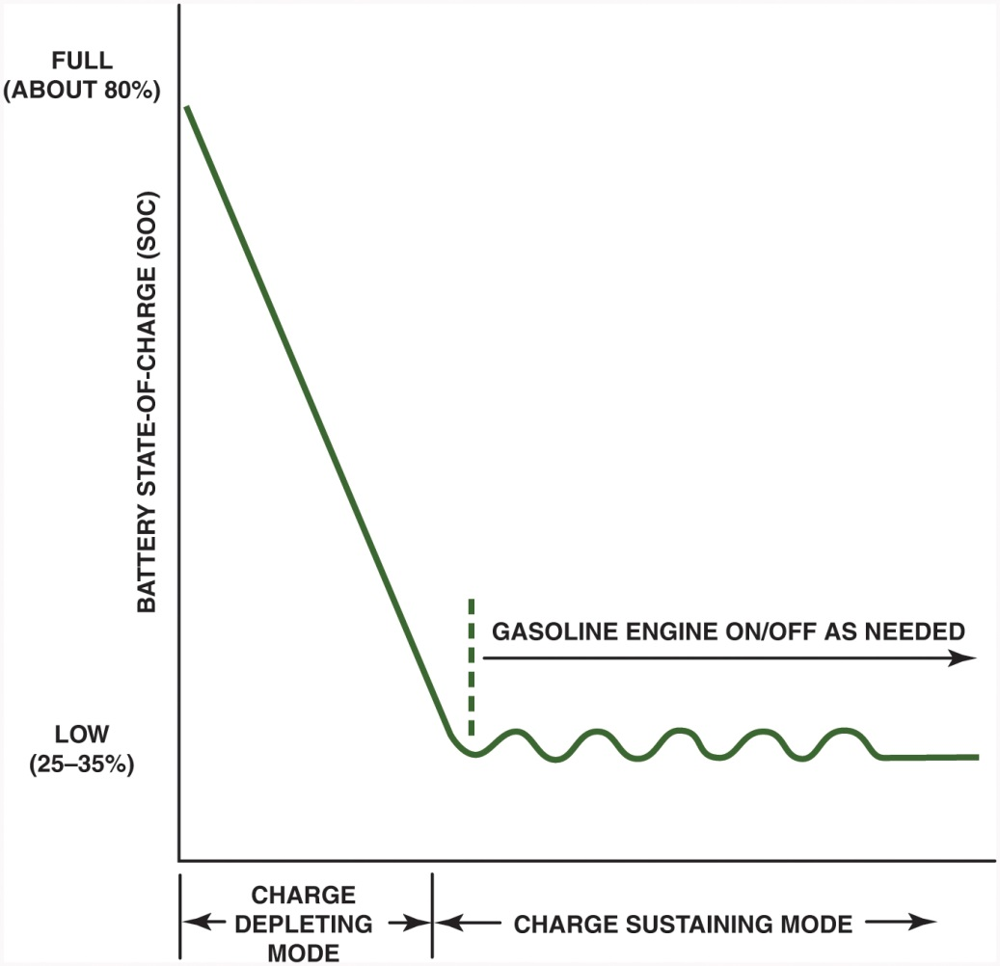 FULL
(ABOUT 80%)
BATTERY STATE-OF-CHARGE (SOC)
GASOLINE ENGINE ON/OFF AS NEEDED
LOW
(25–35%)
CHARGE
DEPLETING
MODE
CHARGE SUSTAINING MODE